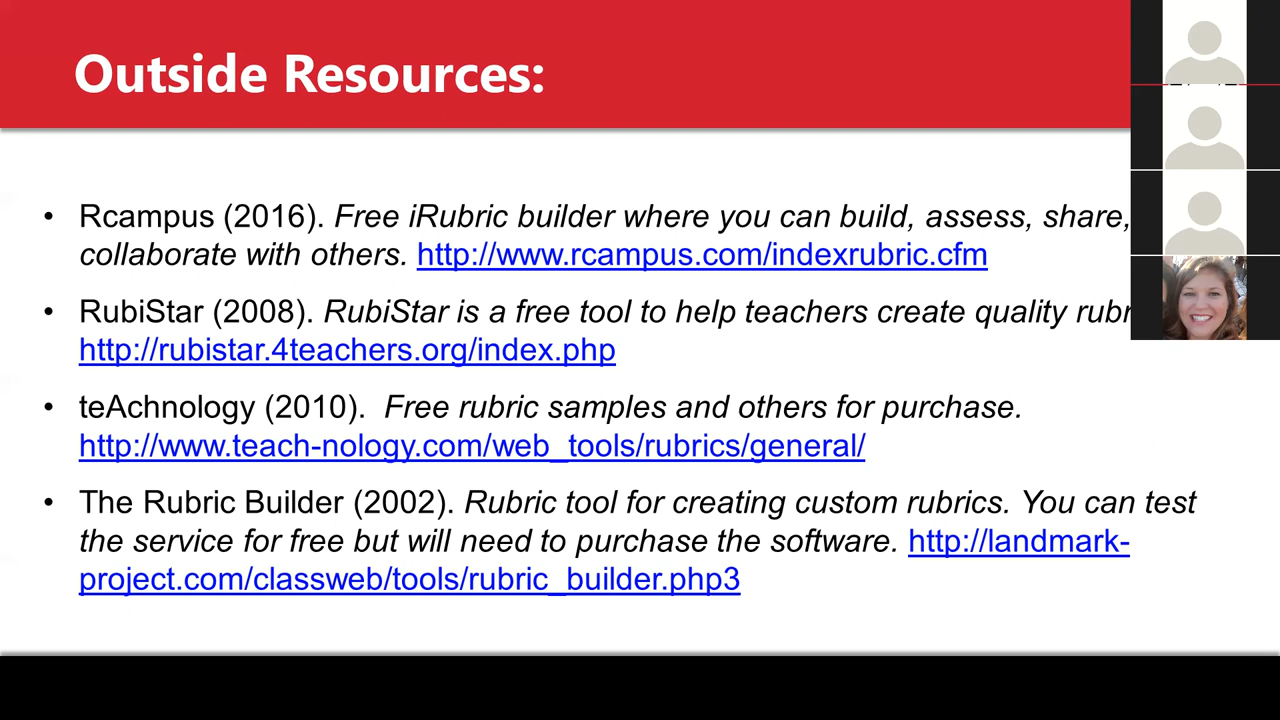 Outside Resources:
• Rcampus (2016). Free iRubric builder where you can build, assess, share,
collaborate with others. http://www.rcampus.com/indexrubric.cfm
• RubiStar (2008). RubiStar is a free tool to help teachers create quality
http://rubistar.4teachers.org/index.php
• teAchnology (2010).  Free rubric samples and others for purchase.
http://www.teach-nology.com/web_tools/rubrics/general/
• The Rubric Builder (2002). Rubric tool for creating custom rubrics. You can test
the service for free but will need to purchase the software. http://landmark-
project.com/classweb/tools/rubric_builder.php3